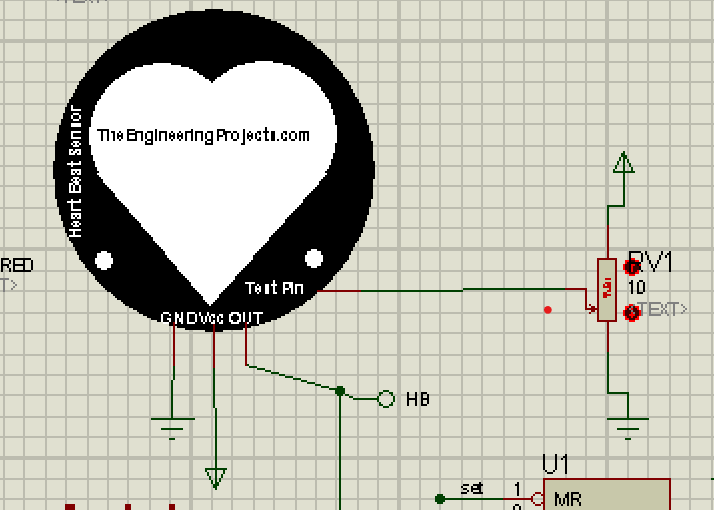 Heart Beat Sensor
TheEngineeringProjects.com
Test Pin
GND Vcc OUT
RED
HB
RV1
10
<TEXT>
U1
set
1
MR